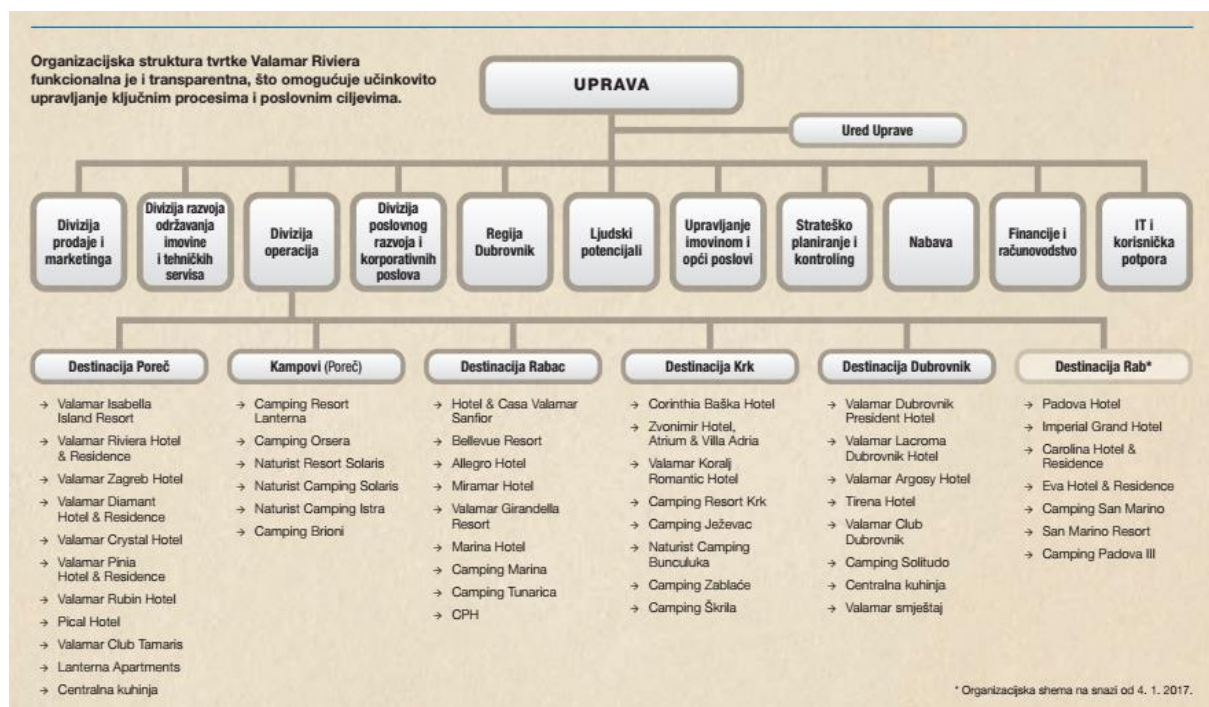 Organizacijska struktura tvrtke Valamar Riviera
funkcionalna je i transparentna, što omogućuje učinkovito
upravljanje ključnim procesima i poslovnim ciljevima.
UPRAVA
Ured Uprave
Divizija
prodaje i
marketinga
Divizija razvoja
održavanja
imovine
i tehničkih
servisa
Divizija
operacija
Divizija
poslovnog
razvoja i
korporativnih
poslova
Regija
Dubrovnik
Ljudski
potencijali
Upravljanje
imovinom i
opći poslovi
Strateško
planiranje i
kontroling
Nabava
Financije i
računovodstvo
IT i
korisnička
potpora
Destinacija Poreč
→ Valamar Isabella
Island Resort
→ Valamar Riviera Hotel
& Residence
→ Valamar Zagreb Hotel
→ Valamar Diamant
Hotel & Residence
→ Valamar Crystal Hotel
→ Valamar Pinia
Hotel & Residence
→ Valamar Rubin Hotel
→ Pical Hotel
→ Valamar Club Tamaris
→ Lanterna Apartments
→ Centralna kuhinja
Kampovi (Poreč)
→ Camping Resort
Lanterna
→ Camping Orsera
→ Naturist Resort Solaris
→ Naturist Camping Solaris
→ Naturist Camping Istra
→ Camping Brioni
Destinacija Rabac
→ Hotel & Casa Valamar
Sanfior
→ Bellevue Resort
→ Allegro Hotel
→ Miramar Hotel
→ Valamar Girandella
Resort
→ Marina Hotel
→ Camping Marina
→ Camping Tunarica
→ CPH
Destinacija Krk
→ Corinthia Baška Hotel
→ Zvonimir Hotel,
Atrium & Villa Adria
→ Valamar Koralj
Romantic Hotel
→ Camping Resort Krk
→ Camping Ježevac
→ Naturist Camping
Bunculuka
→ Camping Zablaće
→ Camping Škrila
Destinacija Dubrovnik
→ Valamar Dubrovnik
President Hotel
→ Valamar Lacroma
Dubrovnik Hotel
→ Valamar Argosy Hotel
→ Tirena Hotel
→ Valamar Club
Dubrovnik
→ Camping Solitudo
→ Centralna kuhinja
→ Valamar smještaj
Destinacija Rab*
→ Padova Hotel
→ Imperial Grand Hotel
→ Carolina Hotel &
Residence
→ Eva Hotel & Residence
→ Camping San Marino
→ San Marino Resort
→ Camping Padova III
* Organizacijska shema na snazi od 4. 1. 2017.